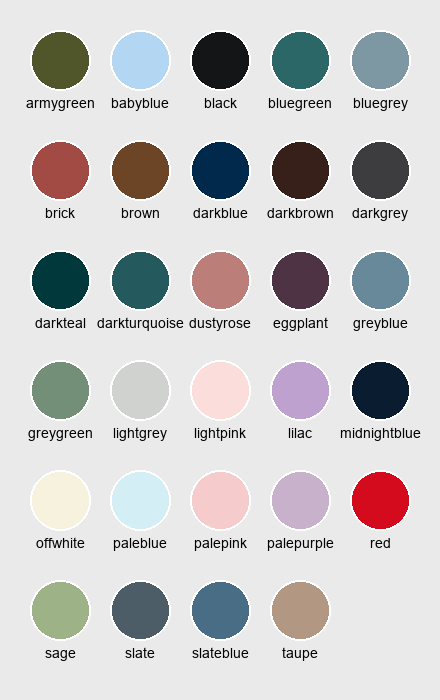 armygreen babyblue black bluegreen bluegrey
brick brown darkblue darkbrown darkgrey
darkteal darkturquoise dustyrose eggplant greyblue
greygreen lightgrey lightpink lilac midnightblue
offwhite paleblue palepink palepurple red
sage slate slateblue taupe